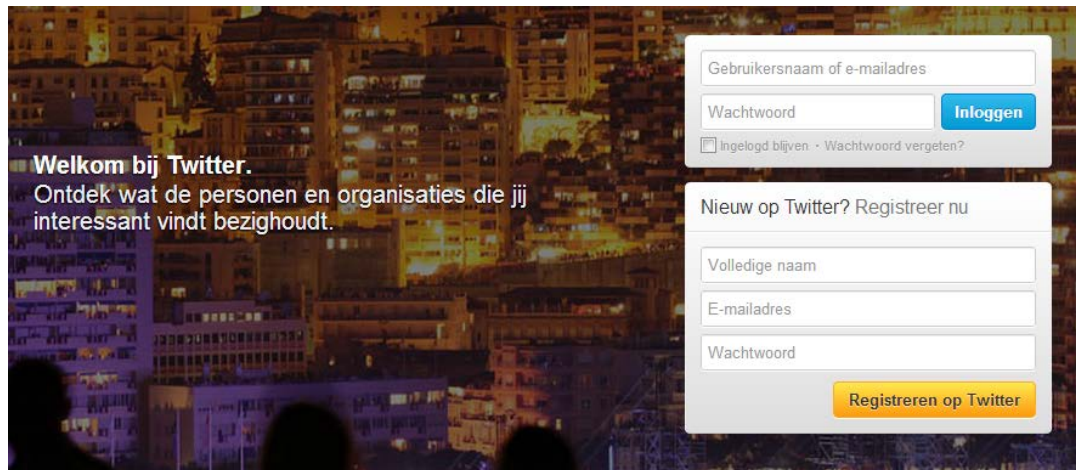 Welkom bij Twitter.
Ontdek wat de personen en organisaties die jij
interessant vindt bezighoudt.
Gebruikersnaam of e-mailadres
Wachtwoord
Inloggen
Ingelogd blijven · Wachtwoord vergeten?
Nieuw op Twitter? Registreer nu
Volledige naam
E-mailadres
Wachtwoord
Registreren op Twitter